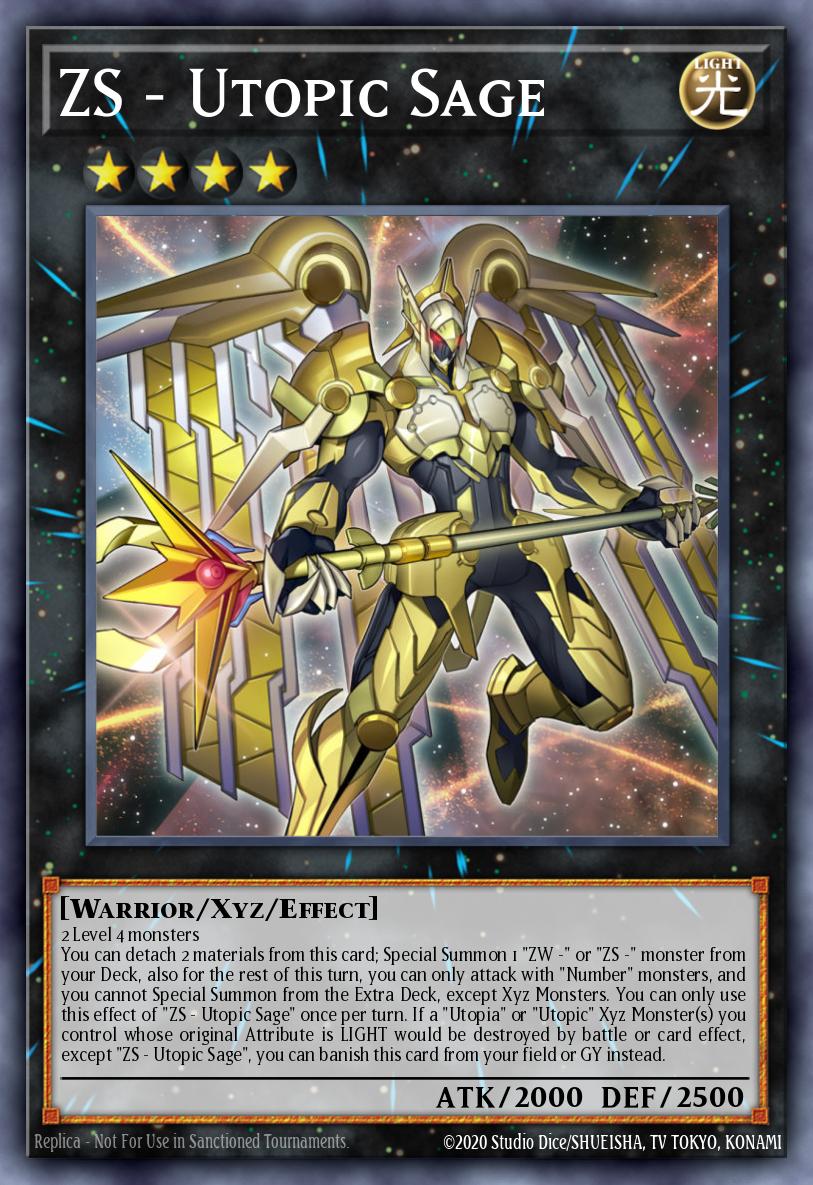 ZS - Utopic Sage
LIGHT
光
[Warrior/Xyz/Effect]
2 Level 4 monsters
You can detach 2 materials from this card; Special Summon 1 "ZW -" or "ZS -" monster from
your Deck, also for the rest of this turn, you can only attack with "Number" monsters, and
you cannot Special Summon from the Extra Deck, except Xyz Monsters. You can only use
this effect of "ZS - Utopic Sage" once per turn. If a "Utopia" or "Utopic" Xyz Monster(s) you
control whose original Attribute is LIGHT would be destroyed by battle or card effect,
except "ZS - Utopic Sage", you can banish this card from your field or GY instead.
ATK/2000 DEF/2500
Replica - Not For Use in Sanctioned Tournaments.
©2020 Studio Dice/SHUEISHA, TV TOKYO, KONAMI